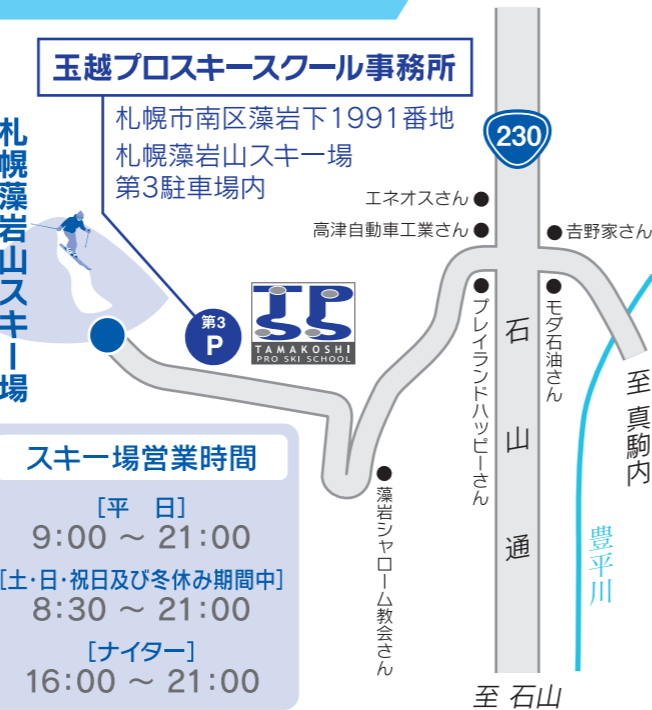 玉越プロスキースクール事務所
札幌市南区藻岩下1991番地
札幌藻岩山スキー場
第3駐車場内
札幌藻岩山スキー場
230
エネオスさん
高津自動車工業さん
吉野家さん
第3
P
TPSS
TAMAKOSHI
PRO SKI SCHOOL
プレイランドハッピーさん
モダ石油さん
石山通
至 真駒内
豊平川
藻岩シャローム教会さん
至 石山
スキー場営業時間
[平　日]
9:00 ～ 21:00
[土・日・祝日及び冬休み期間中]
8:30 ～ 21:00
[ナイター]
16:00 ～ 21:00